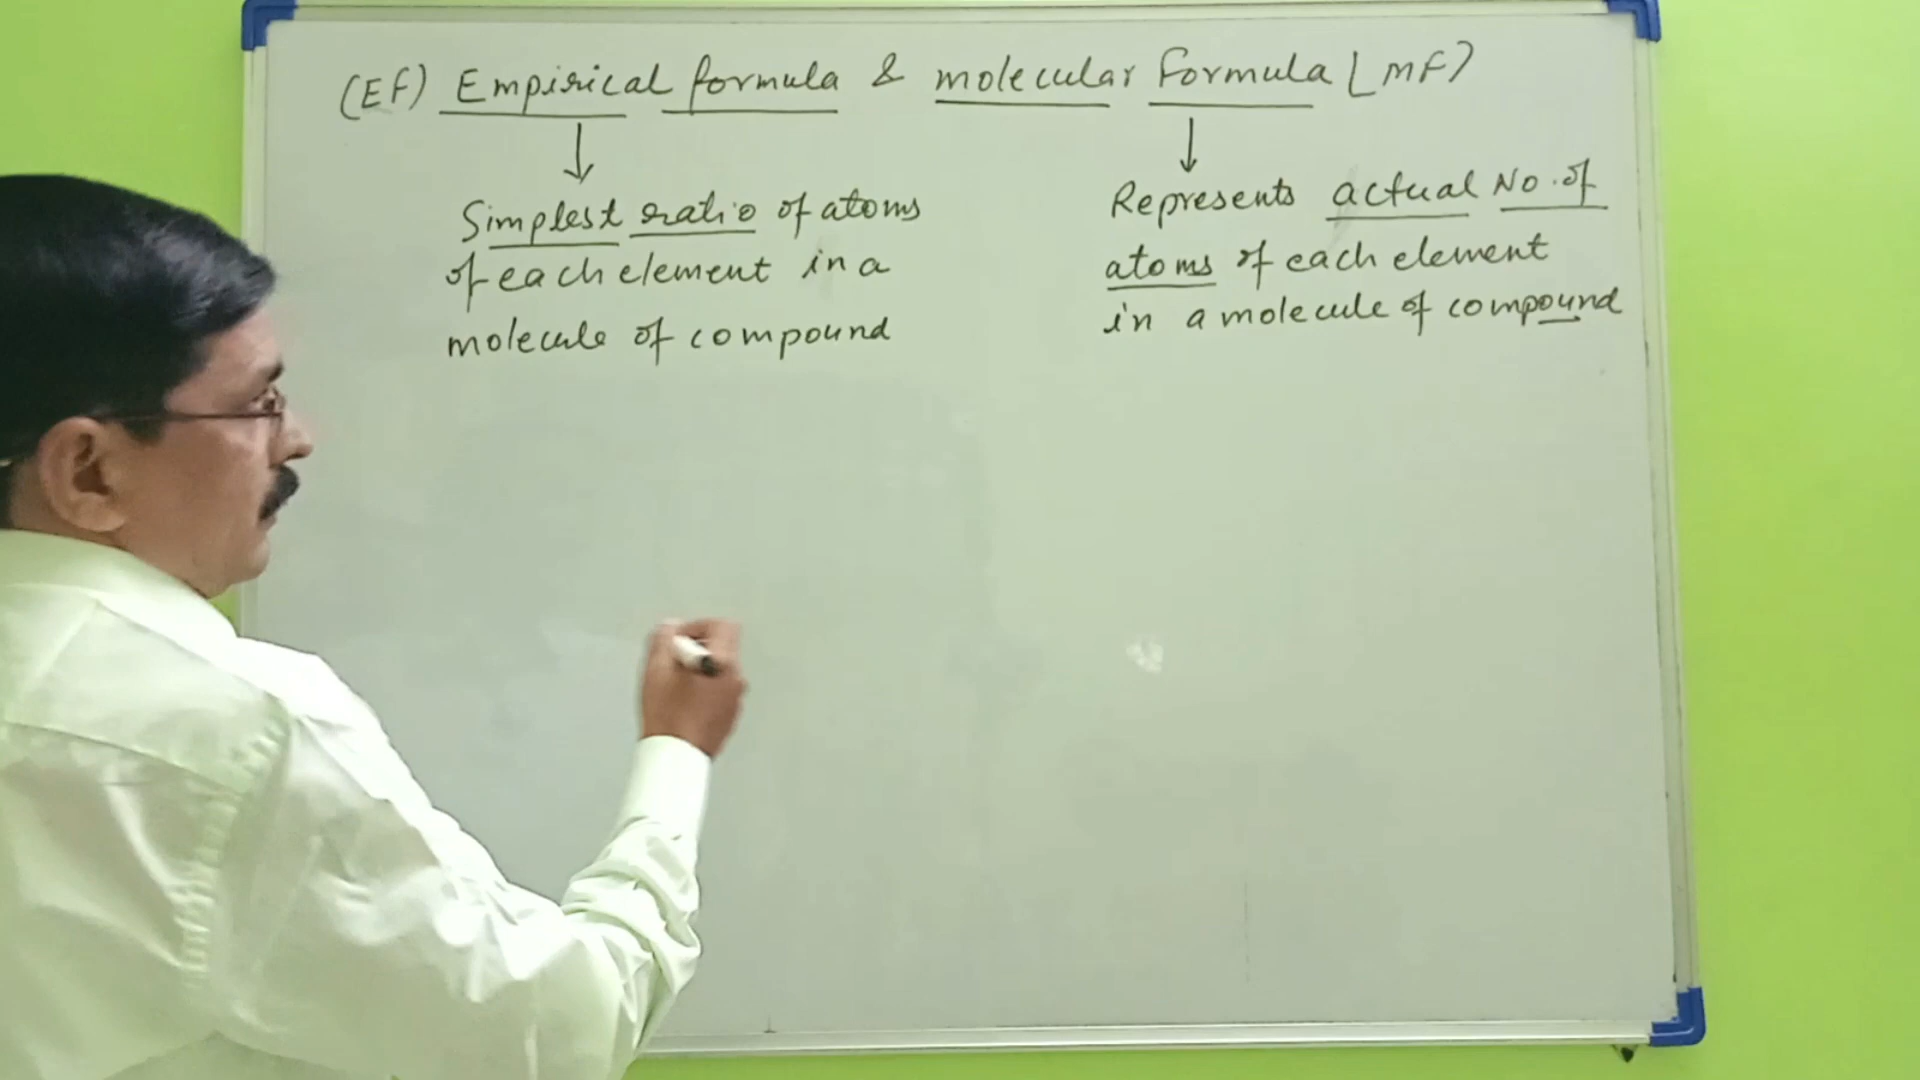 (EF) Empirical formula & molecular formula [MF)
Simplest ratio of atoms
of each element in a
molecule of compound
Represents actual No. of
atoms of each element
in a molecule of compound